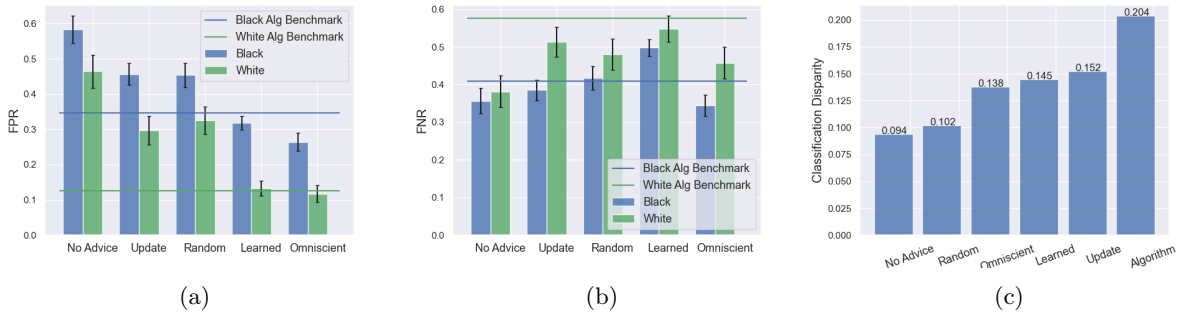 FPR
0.6
0.5
0.4
0.3
0.2
0.1
0.0
Black Alg Benchmark
White Alg Benchmark
Black
White
No Advice Update Random Learned Omniscient
(a)
FNR
0.6
0.5
0.4
0.3
0.2
0.1
0.0
Black Alg Benchmark
White Alg Benchmark
Black
White
No Advice Update Random Learned Omniscient
(b)
Classification Disparity
0.200
0.175
0.150
0.125
0.100
0.075
0.050
0.025
0.000
0.094
0.102
0.138
0.145
0.152
0.204
No Advice Random Omniscient Learned Update Algorithm
(c)